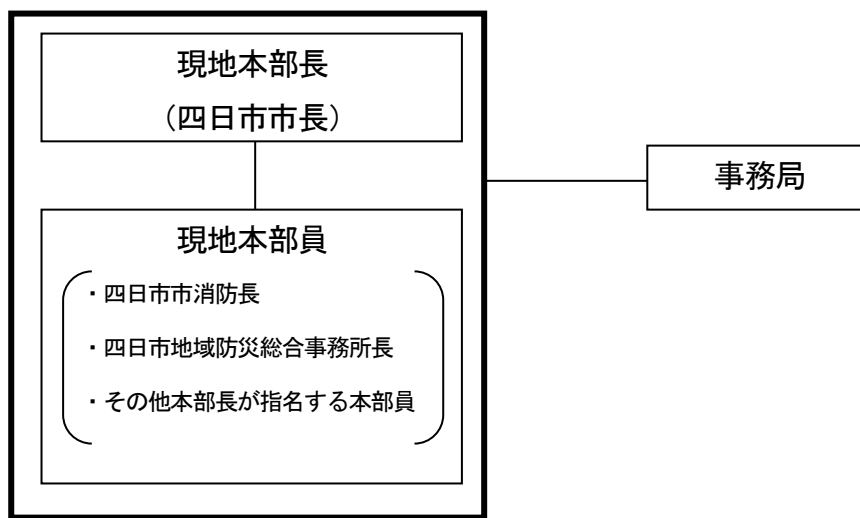 現地本部長
（四日市市長）
事務局
現地本部員
・四日市市消防長
・四日市地域防災総合事務所長
・その他本部長が指名する本部員